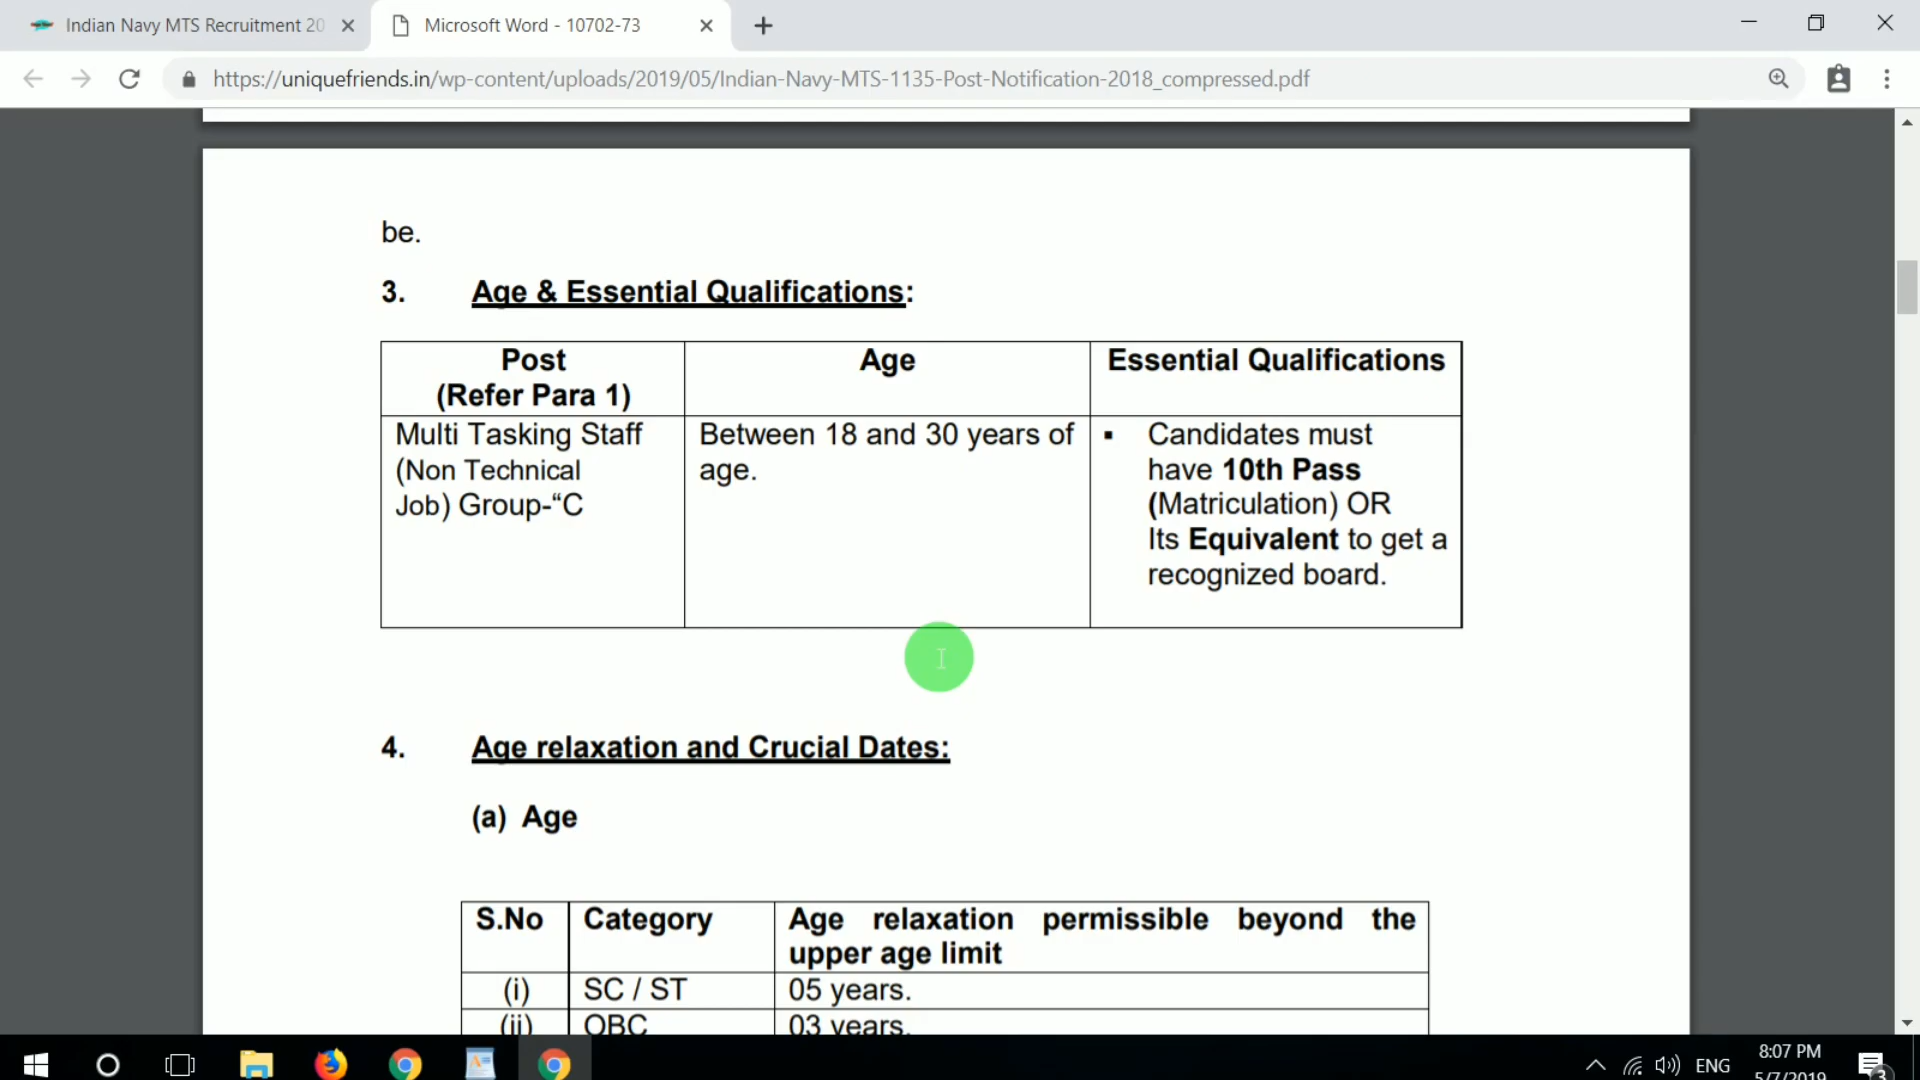 Indian Navy MTS Recruitment 20
Microsoft Word - 10702-73
https://uniquefriends.in/wp-content/uploads/2019/05/Indian-Navy-MTS-1135-Post-Notification-2018_compressed.pdf
be.
3. Age & Essential Qualifications:
Post
(Refer Para 1)
Age
Essential Qualifications
Multi Tasking Staff
(Non Technical
Job) Group-“C
Between 18 and 30 years of
age.
▪ Candidates must
have 10th Pass
(Matriculation) OR
Its Equivalent to get a
recognized board.
4. Age relaxation and Crucial Dates:
(a) Age
S.No
Category
Age relaxation permissible beyond the
upper age limit
(i) SC / ST 05 years.
(ii) OBC 03 years.
ENG
8:07 PM
5/7/2019
3